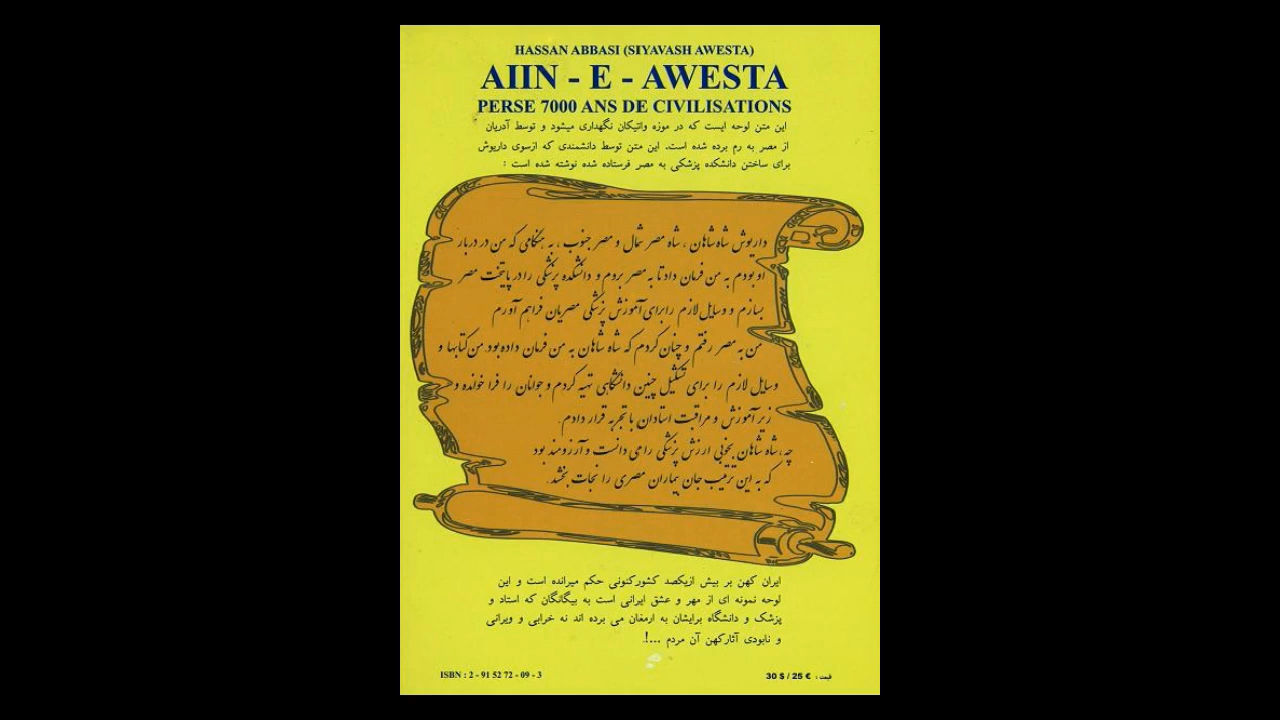 HASSAN ABBASI (SIYAVASH AWESTA)
AIIN - E - AWESTA
PERSE 7000 ANS DE CIVILISATIONS
این متن لوحه ایست که در موزه واتیکان نگهداری میشود و توسط آدریان
از مصر به رم برده شده است. این متن توسط دانشمندی که ازسوی داریوش
برای ساختن دانشکده پزشکی به مصر فرستاده شده نوشته شده است :
داریوش شاه شاهان ، شاه مصر شمال و مصر جنوب ، به هنگامی که من در دربار
او بودم به من فرمان داد تا به مصر بروم و دانشکده پزشکی را در پایتخت مصر
بسازم و وسایل لازم را برای آموزش پزشکی مصریان فراهم آورم
من به مصر رفتم و چنان کردم که شاه شاهان به من فرمان داده بود. من کتابها و
وسایل لازم را برای تشکیل چنین دانشگاهی تهیه کردم و جوانان را فرا خوانده و
زیر آموزش و مراقبت استادان با تجربه قرار دادم.
چه، شاه شاهان بخوبی ارزش پزشکی را می دانست و آرزومند بود
که به این ترتیب جان بیماران مصری را نجات بخشد.
ایران کهن بر بیش ازیکصد کشورکنونی حکم میرانده است و این
لوحه نمونه ای از مهر و عشق ایرانی است به بیگانگان که استاد و
پزشک و دانشگاه برایشان به ارمغان می برده اند نه خرابی و ویرانی
و نابودی آثارکهن آن مردم ...!.
ISBN : 2 - 91 52 72 - 09 - 3
قیمت : 30 $ / 25 €